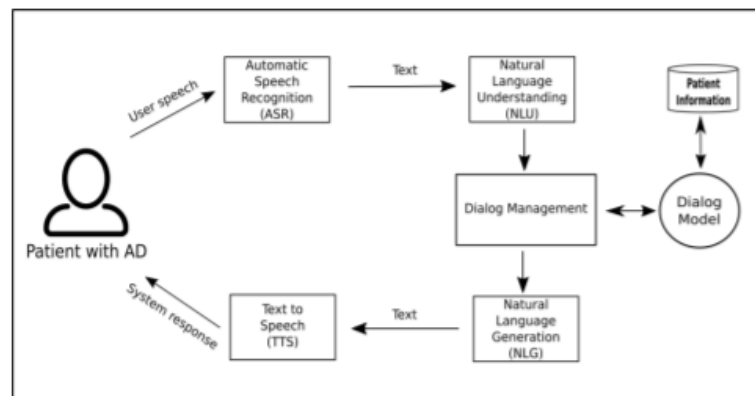 User speech
Automatic
Speech
Recognition
(ASR)
Text
Natural
Language
Understanding
(NLU)
Patient
Information
Dialog Management
Dialog
Model
Patient with AD
System response
Text to
Speech
(TTS)
Text
Natural
Language
Generation
(NLG)